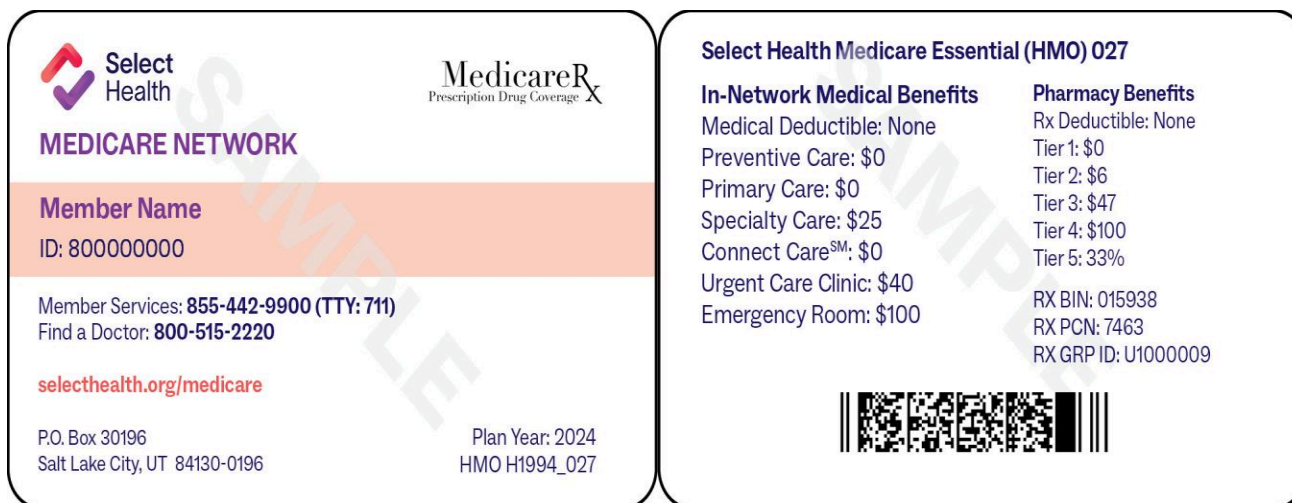 Select
Health
MedicareRx
Prescription Drug Coverage
MEDICARE NETWORK
Member Name
ID: 800000000
Member Services: 855-442-9900 (TTY: 711)
Find a Doctor: 800-515-2220
selecthealth.org/medicare
P.O. Box 30196
Salt Lake City, UT 84130-0196
Plan Year: 2024
HMO H1994_027
SAMPLE
Select Health Medicare Essential (HMO) 027
In-Network Medical Benefits
Medical Deductible: None
Preventive Care: $0
Primary Care: $0
Specialty Care: $25
Connect Care℠: $0
Urgent Care Clinic: $40
Emergency Room: $100
Pharmacy Benefits
Rx Deductible: None
Tier 1: $0
Tier 2: $6
Tier 3: $47
Tier 4: $100
Tier 5: 33%
RX BIN: 015938
RX PCN: 7463
RX GRP ID: U1000009
SAMPLE